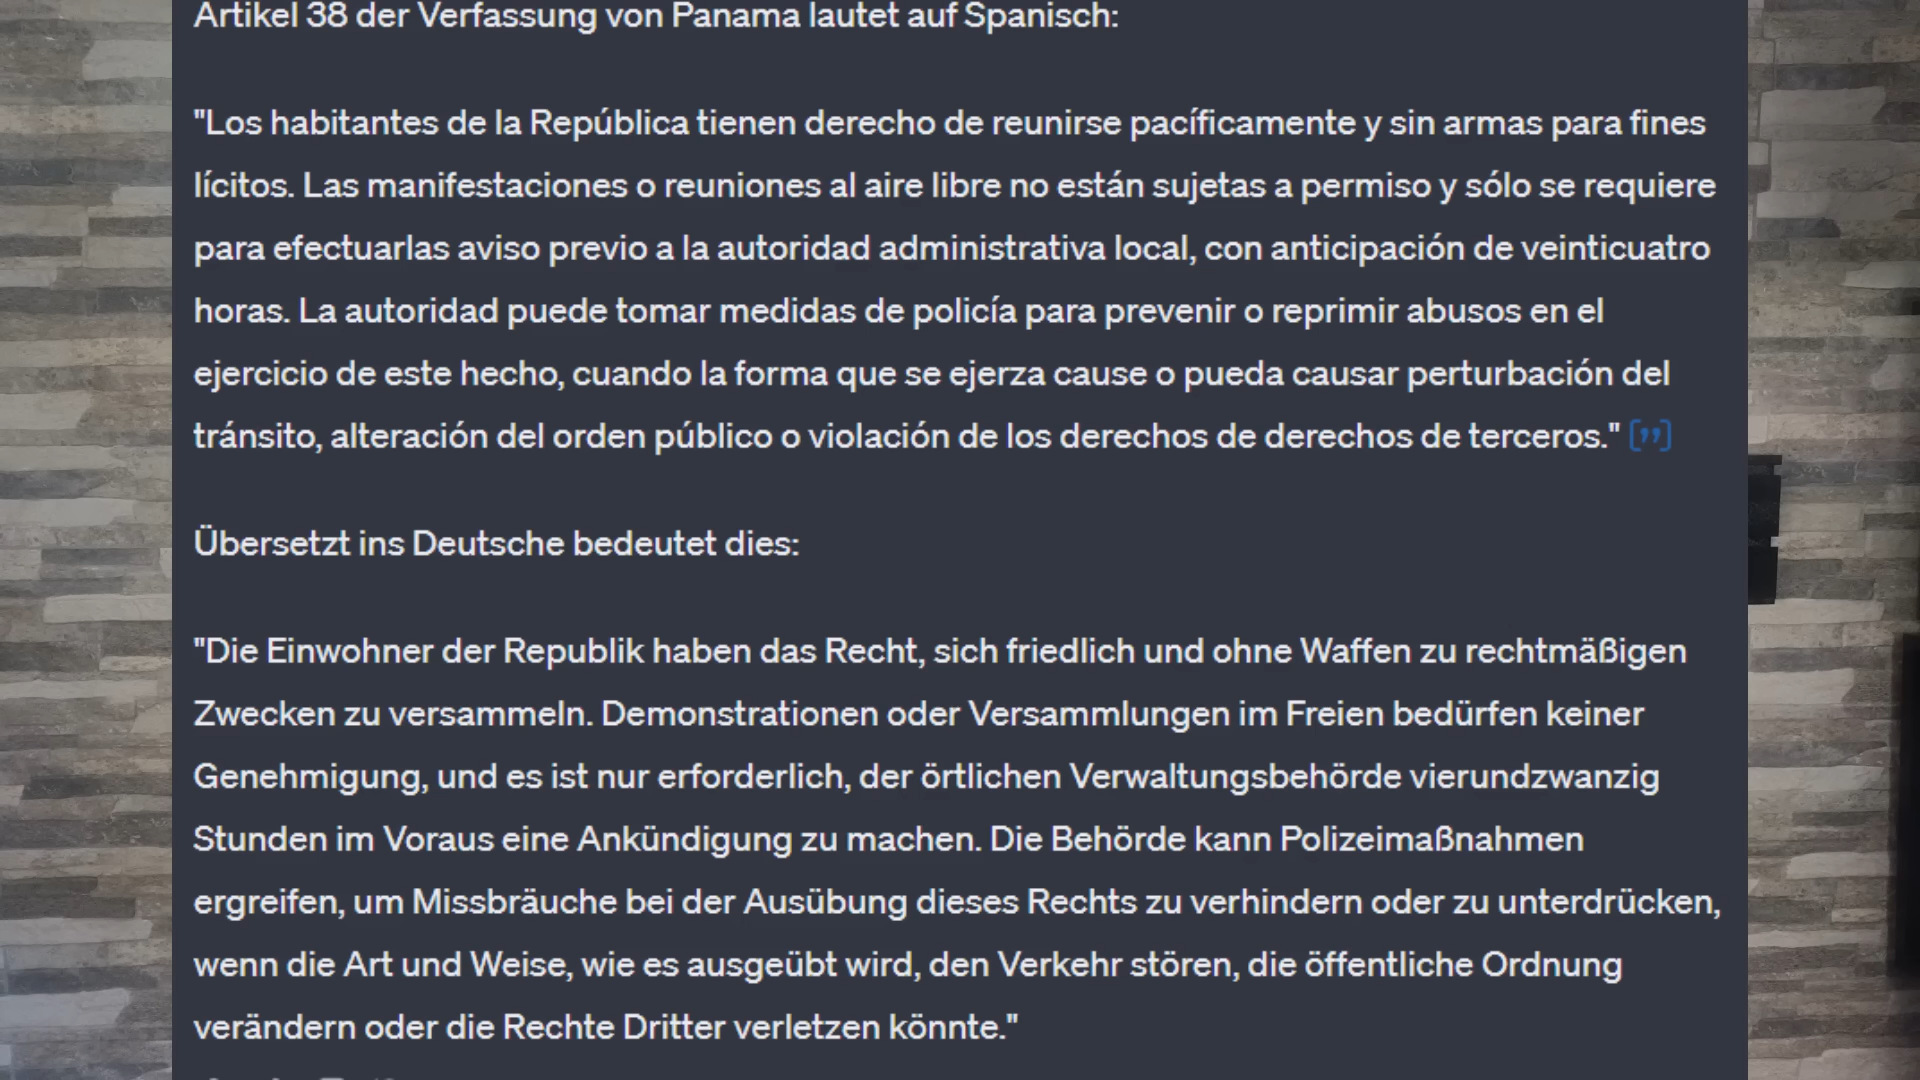 Artikel 38 der Verfassung von Panama lautet auf Spanisch:
"Los habitantes de la República tienen derecho de reunirse pacíficamente y sin armas para fines
lícitos. Las manifestaciones o reuniones al aire libre no están sujetas a permiso y sólo se requiere
para efectuarlas aviso previo a la autoridad administrativa local, con anticipación de veinticuatro
horas. La autoridad puede tomar medidas de policía para prevenir o reprimir abusos en el
ejercicio de este hecho, cuando la forma que se ejerza cause o pueda causar perturbación del
tránsito, alteración del orden público o violación de los derechos de derechos de terceros." [”]
Übersetzt ins Deutsche bedeutet dies:
"Die Einwohner der Republik haben das Recht, sich friedlich und ohne Waffen zu rechtmäßigen
Zwecken zu versammeln. Demonstrationen oder Versammlungen im Freien bedürfen keiner
Genehmigung, und es ist nur erforderlich, der örtlichen Verwaltungsbehörde vierundzwanzig
Stunden im Voraus eine Ankündigung zu machen. Die Behörde kann Polizeimaßnahmen
ergreifen, um Missbräuche bei der Ausübung dieses Rechts zu verhindern oder zu unterdrücken,
wenn die Art und Weise, wie es ausgeübt wird, den Verkehr stören, die öffentliche Ordnung
verändern oder die Rechte Dritter verletzen könnte."